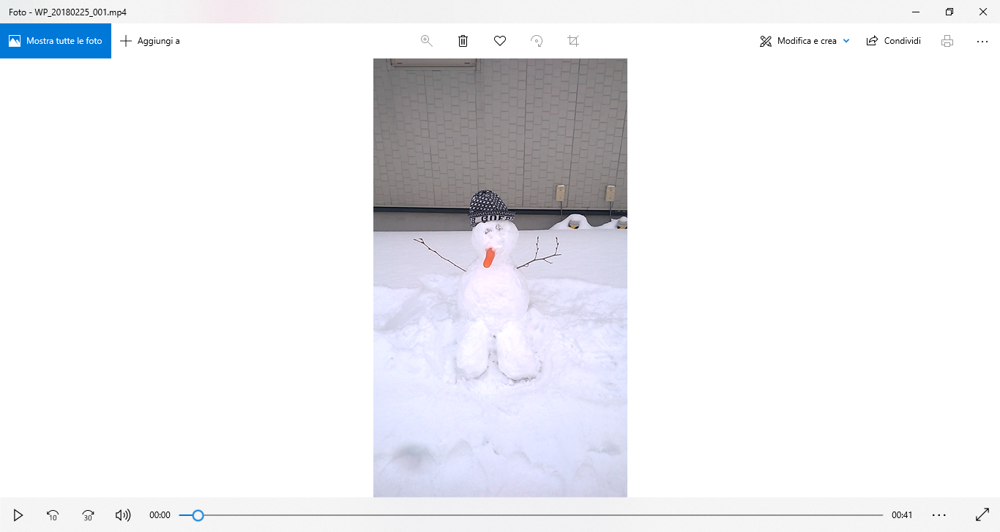 Foto - WP_20180225_001.mp4
Mostra tutte le foto
Aggiungi a
Modifica e crea
Condividi
10
30
00:00
00:41